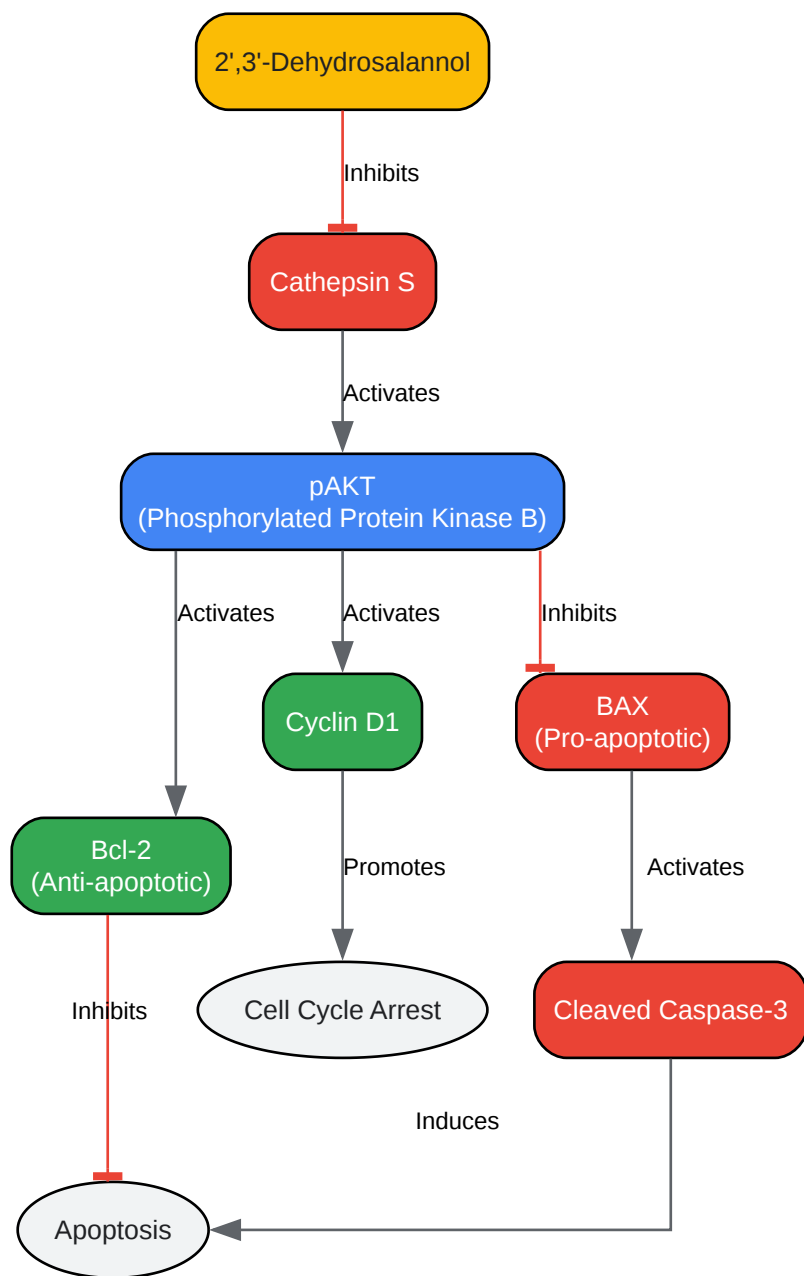 2',3'-Dehydrosalannol
Inhibits
Cathepsin S
Activates
pAKT
(Phosphorylated Protein Kinase B)
Activates
Activates
Inhibits
Cyclin D1
BAX
(Pro-apoptotic)
Bcl-2
(Anti-apoptotic)
Promotes
Activates
Inhibits
Cell Cycle Arrest
Cleaved Caspase-3
Induces
Apoptosis